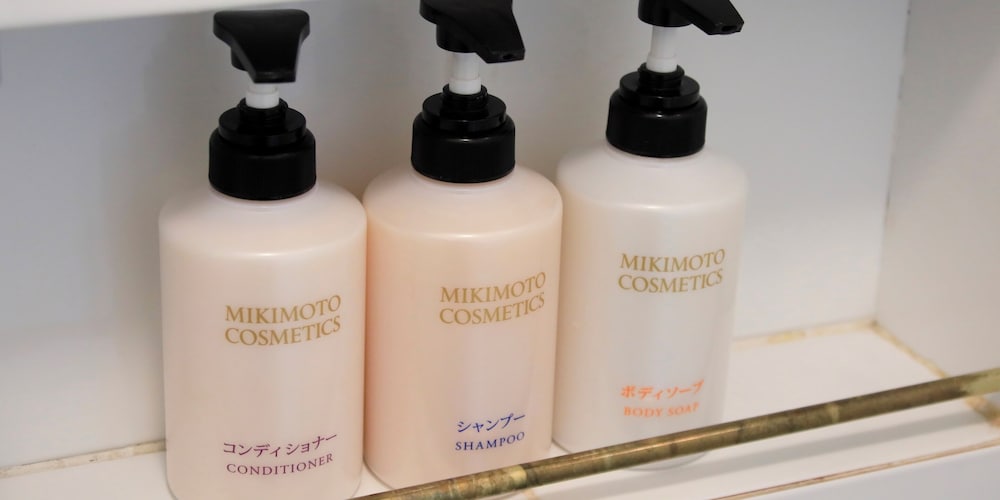 MIKIMOTO
COSMETICS
コンディショナー
CONDITIONER
MIKIMOTO
COSMETICS
シャンプー
SHAMPOO
MIKIMOTO
COSMETICS
ボディソープ
BODY SOAP